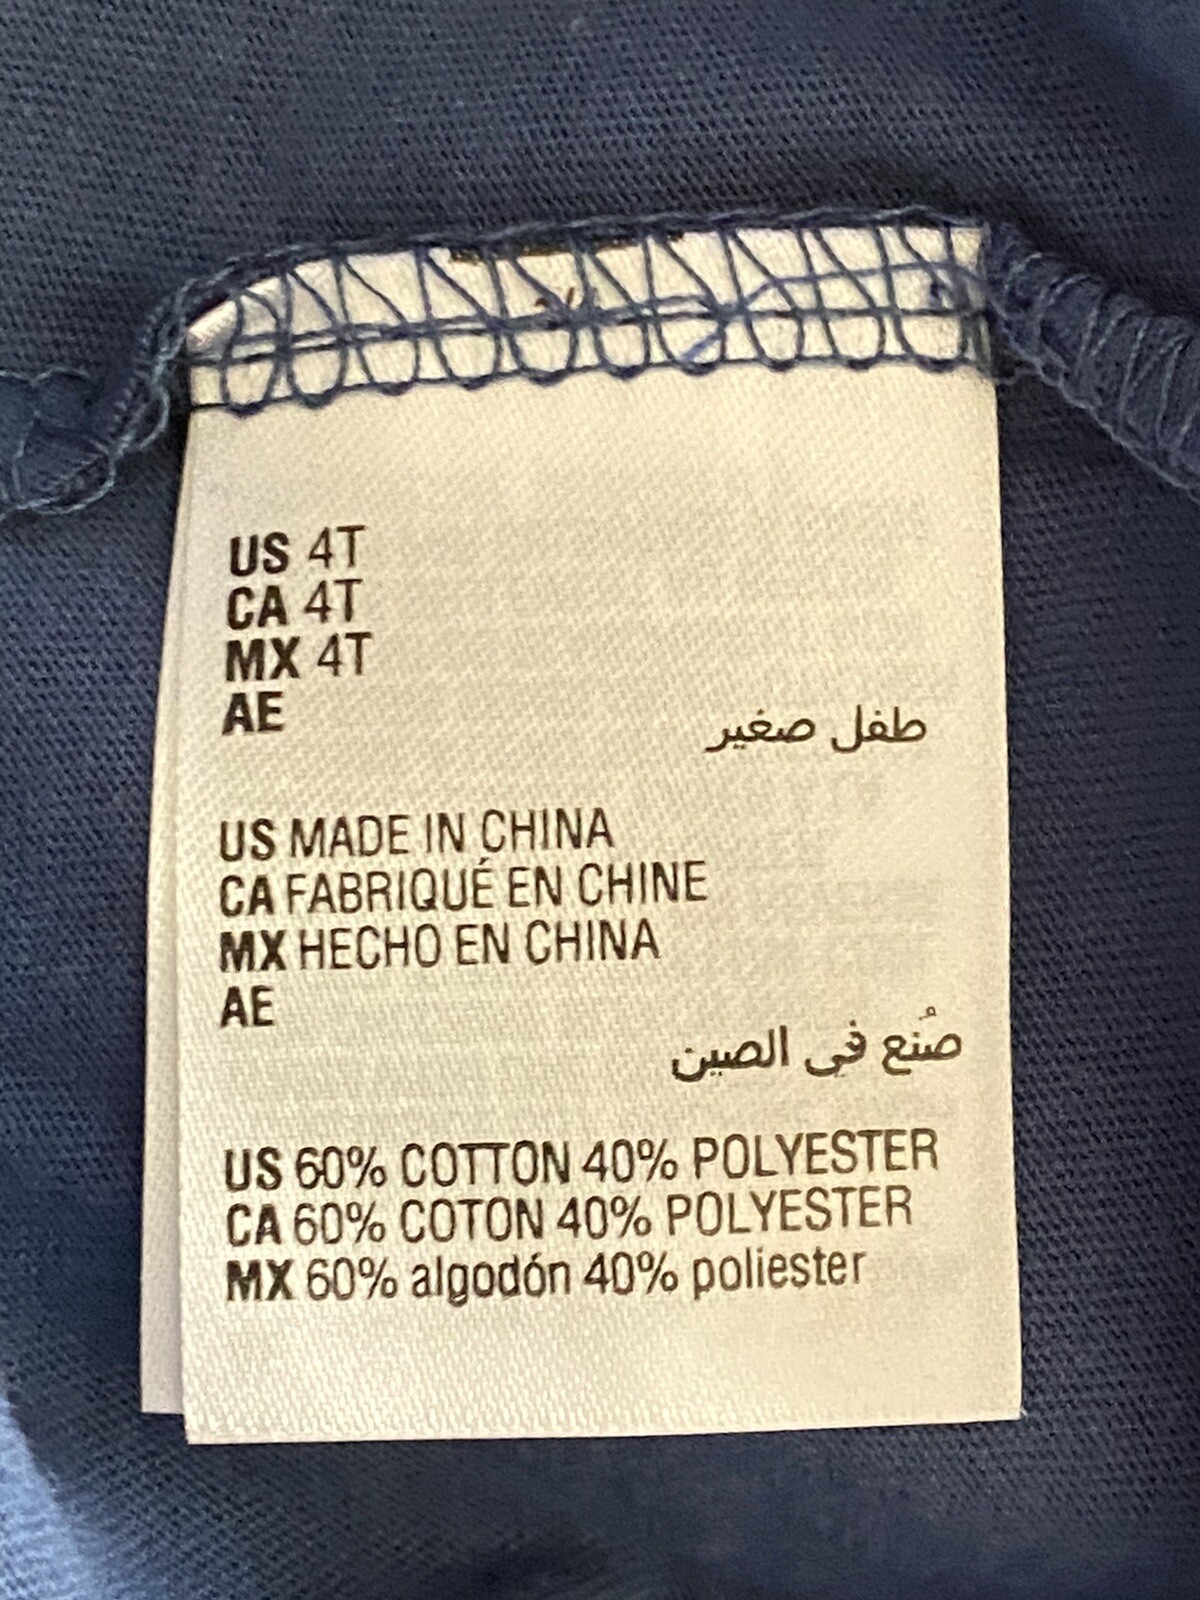 US 4T
CA 4T
MX 4T
AE
طفل صغير
US MADE IN CHINA
CA FABRIQUÉ EN CHINE
MX HECHO EN CHINA
AE
صُنع في الصين
US 60% COTTON 40% POLYESTER
CA 60% COTON 40% POLYESTER
MX 60% algodón 40% poliester